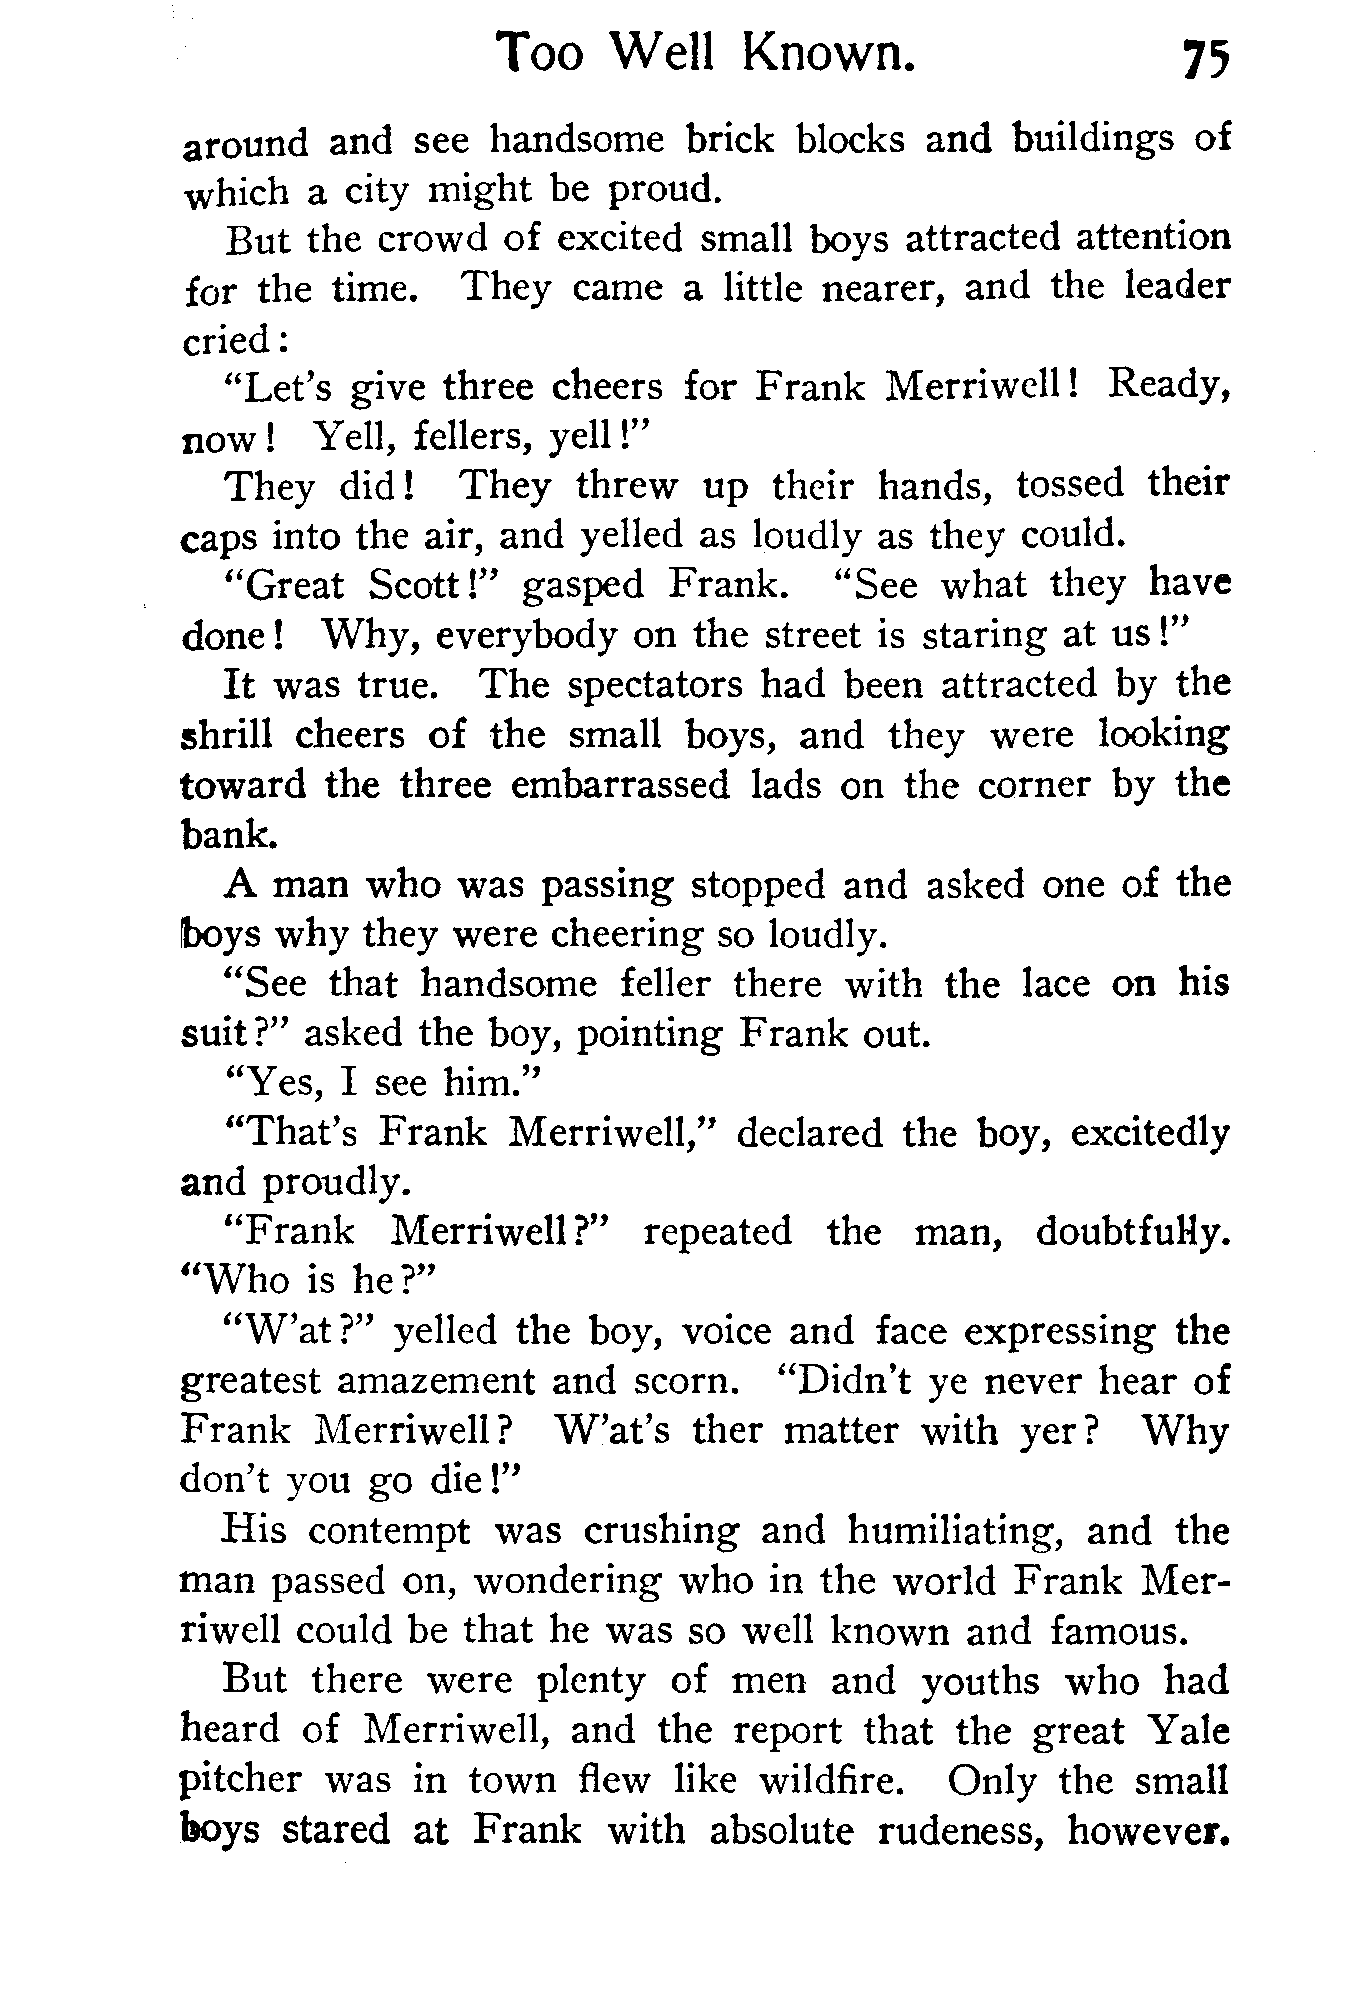 Too Well Known. 75
around and see handsome brick blocks and buildings of
which a city might be proud.
But the crowd of excited small boys attracted attention
for the time. They came a little nearer, and the leader
cried:
“Let’s give three cheers for Frank Merriwell! Ready,
now! Yell, fellers, yell!”
They did! They threw up their hands, tossed their
caps into the air, and yelled as loudly as they could.
“Great Scott!” gasped Frank. “See what they have
done! Why, everybody on the street is staring at us!”
It was true. The spectators had been attracted by the
shrill cheers of the small boys, and they were looking
toward the three embarrassed lads on the corner by the
bank.
A man who was passing stopped and asked one of the
boys why they were cheering so loudly.
“See that handsome feller there with the lace on his
suit?” asked the boy, pointing Frank out.
“Yes, I see him.”
“That’s Frank Merriwell,” declared the boy, excitedly
and proudly.
“Frank Merriwell?” repeated the man, doubtfully.
“Who is he?”
“W’at?” yelled the boy, voice and face expressing the
greatest amazement and scorn. “Didn’t ye never hear of
Frank Merriwell? W’at’s ther matter with yer? Why
don’t you go die!”
His contempt was crushing and humiliating, and the
man passed on, wondering who in the world Frank Mer-
riwell could be that he was so well known and famous.
But there were plenty of men and youths who had
heard of Merriwell, and the report that the great Yale
pitcher was in town flew like wildfire. Only the small
boys stared at Frank with absolute rudeness, however.